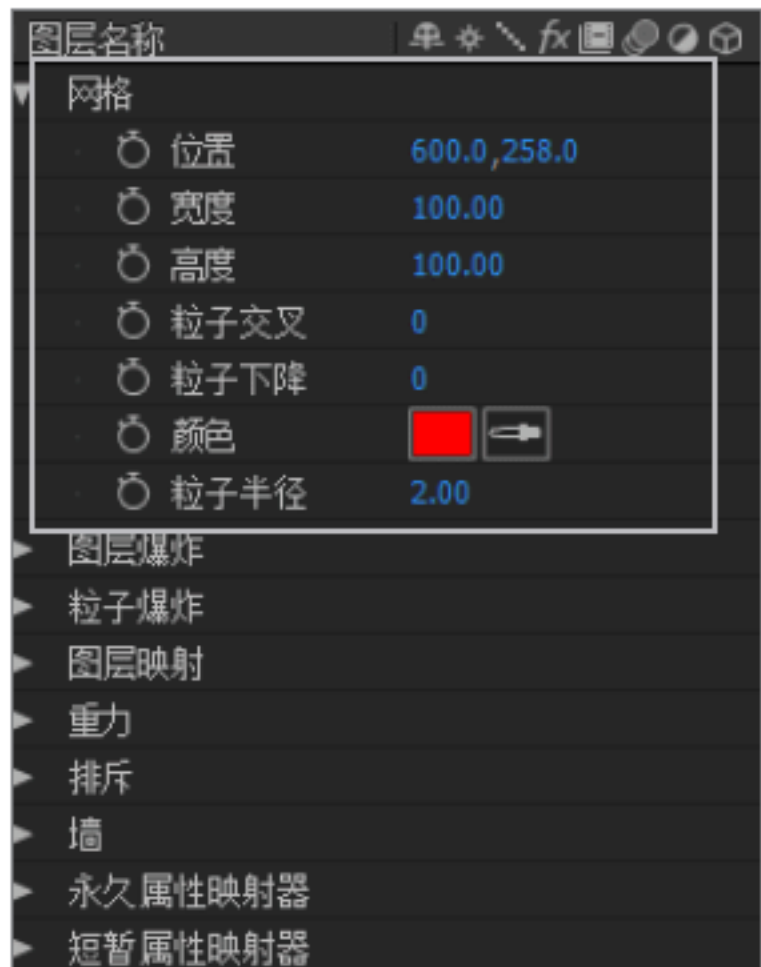 图层名称 fx
网格
位置 600.0,258.0
宽度 100.00
高度 100.00
粒子交叉 0
粒子下降 0
颜色
粒子半径 2.00
图层爆炸
粒子爆炸
图层映射
重力
排斥
墙
永久属性映射器
短暂属性映射器